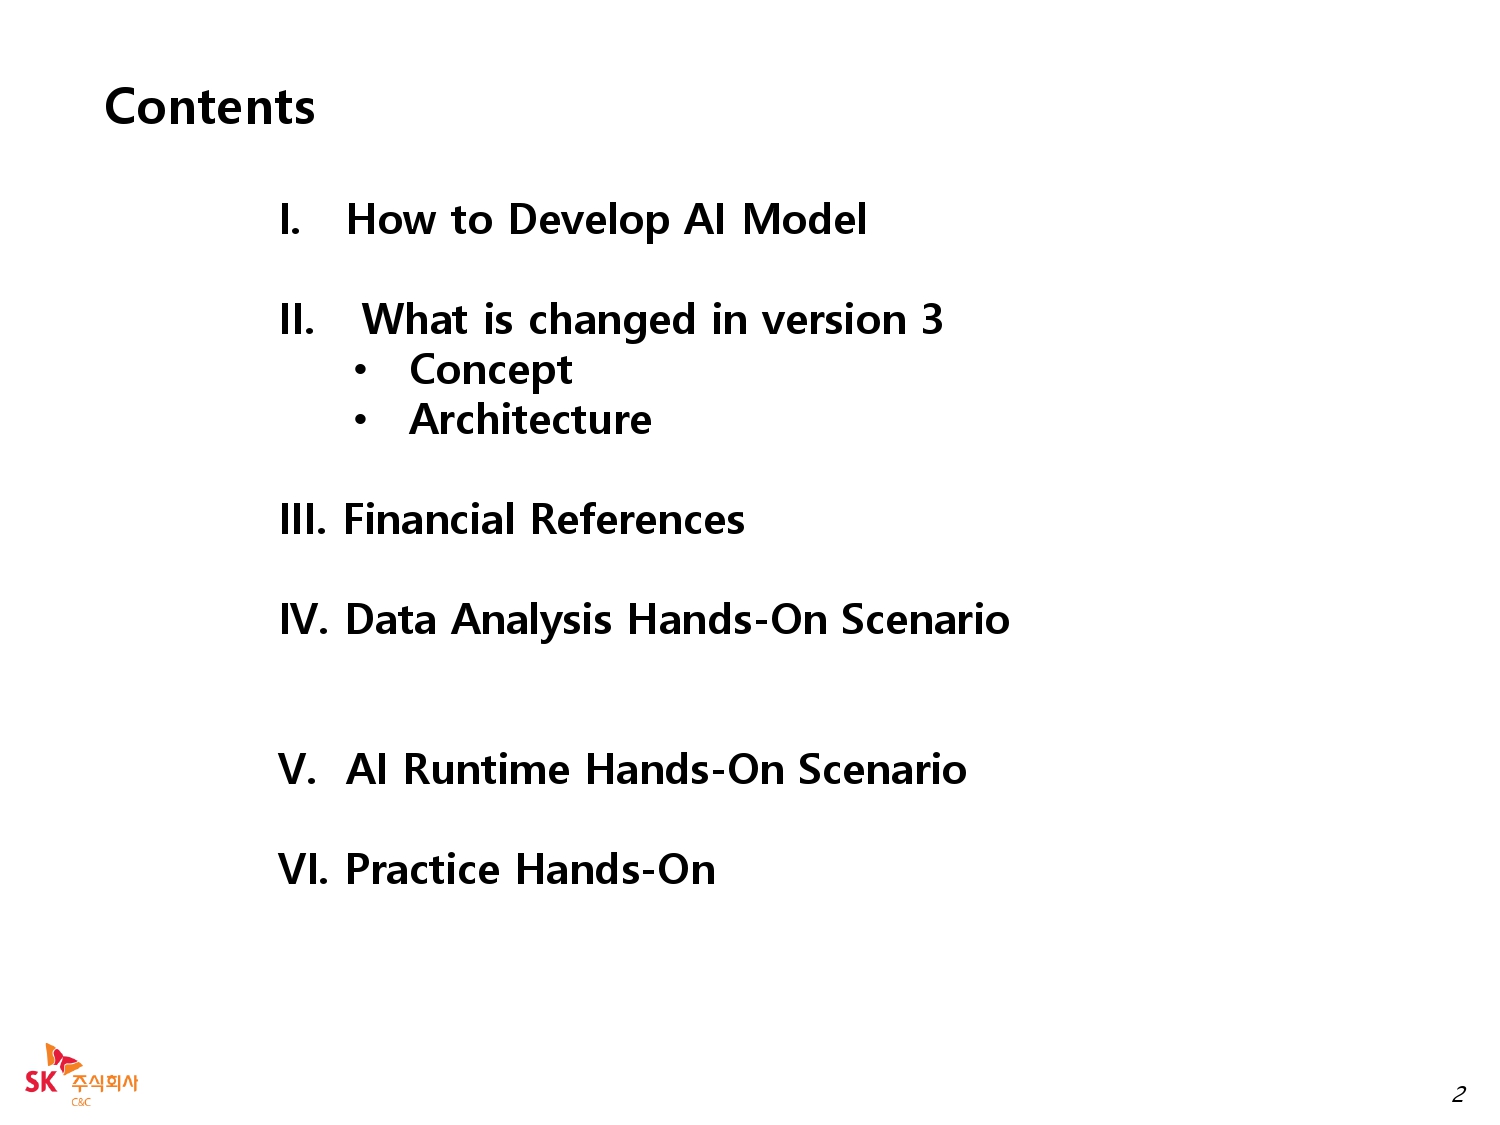 Contents
I. How to Develop AI Model
II. What is changed in version 3
• Concept
• Architecture
III. Financial References
IV. Data Analysis Hands-On Scenario
V. AI Runtime Hands-On Scenario
VI. Practice Hands-On
SK 주식회사
C&C
2